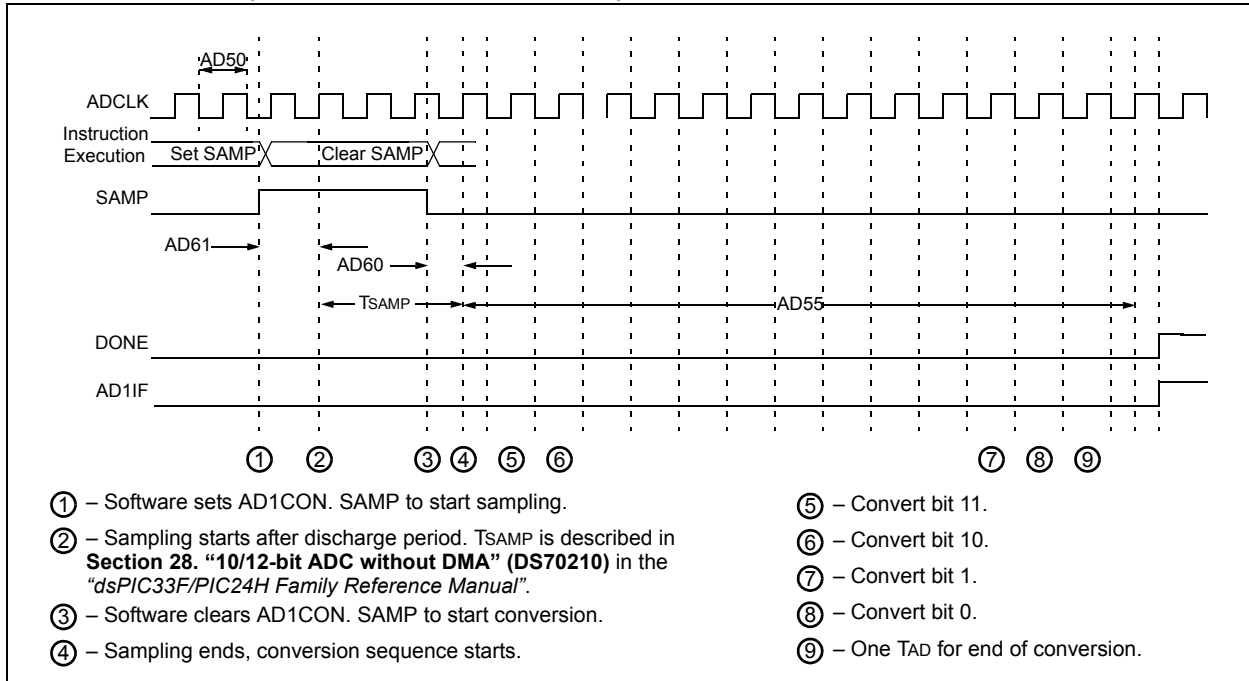 AD50
ADCLK
Instruction
Execution
Set SAMP
Clear SAMP
SAMP
AD61
AD60
TSAMP
AD55
DONE
AD1IF
① ② ③ ④ ⑤ ⑥ ⑦ ⑧ ⑨
① – Software sets AD1CON. SAMP to start sampling.
② – Sampling starts after discharge period. TSAMP is described in
Section 28. “10/12-bit ADC without DMA” (DS70210) in the
“dsPIC33F/PIC24H Family Reference Manual”.
③ – Software clears AD1CON. SAMP to start conversion.
④ – Sampling ends, conversion sequence starts.
⑤ – Convert bit 11.
⑥ – Convert bit 10.
⑦ – Convert bit 1.
⑧ – Convert bit 0.
⑨ – One TAD for end of conversion.